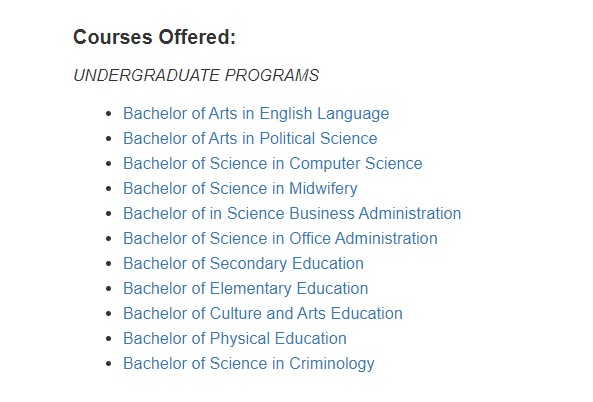 Courses Offered:
UNDERGRADUATE PROGRAMS
• Bachelor of Arts in English Language
• Bachelor of Arts in Political Science
• Bachelor of Science in Computer Science
• Bachelor of Science in Midwifery
• Bachelor of in Science Business Administration
• Bachelor of Science in Office Administration
• Bachelor of Secondary Education
• Bachelor of Elementary Education
• Bachelor of Culture and Arts Education
• Bachelor of Physical Education
• Bachelor of Science in Criminology